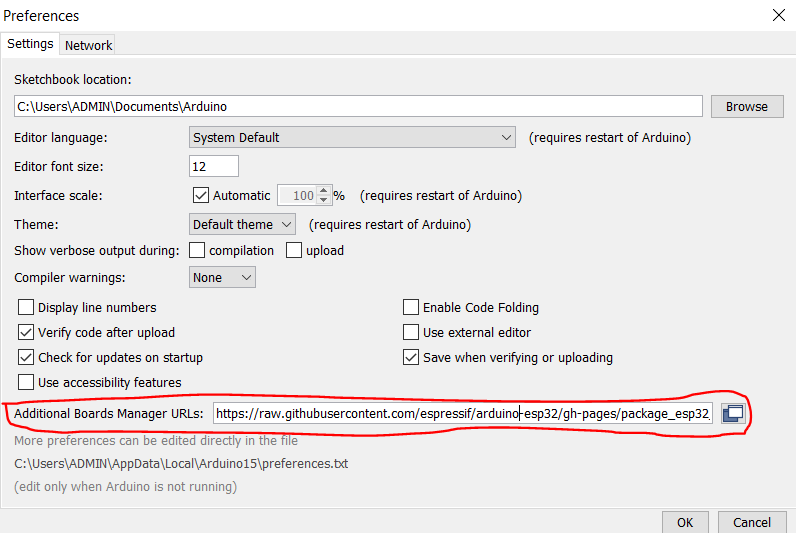 Preferences
Settings Network
Sketchbook location:
C:\Users\ADMIN\Documents\Arduino Browse
Editor language: System Default (requires restart of Arduino)
Editor font size: 12
Interface scale: Automatic 100 % (requires restart of Arduino)
Theme: Default theme (requires restart of Arduino)
Show verbose output during: compilation upload
Compiler warnings: None
Display line numbers Enable Code Folding
Verify code after upload Use external editor
Check for updates on startup Save when verifying or uploading
Use accessibility features
Additional Boards Manager URLs: https://raw.githubusercontent.com/espressif/arduino-esp32/gh-pages/package_esp32_
More preferences can be edited directly in the file
C:\Users\ADMIN\AppData\Local\Arduino15\preferences.txt
(edit only when Arduino is not running)
OK Cancel